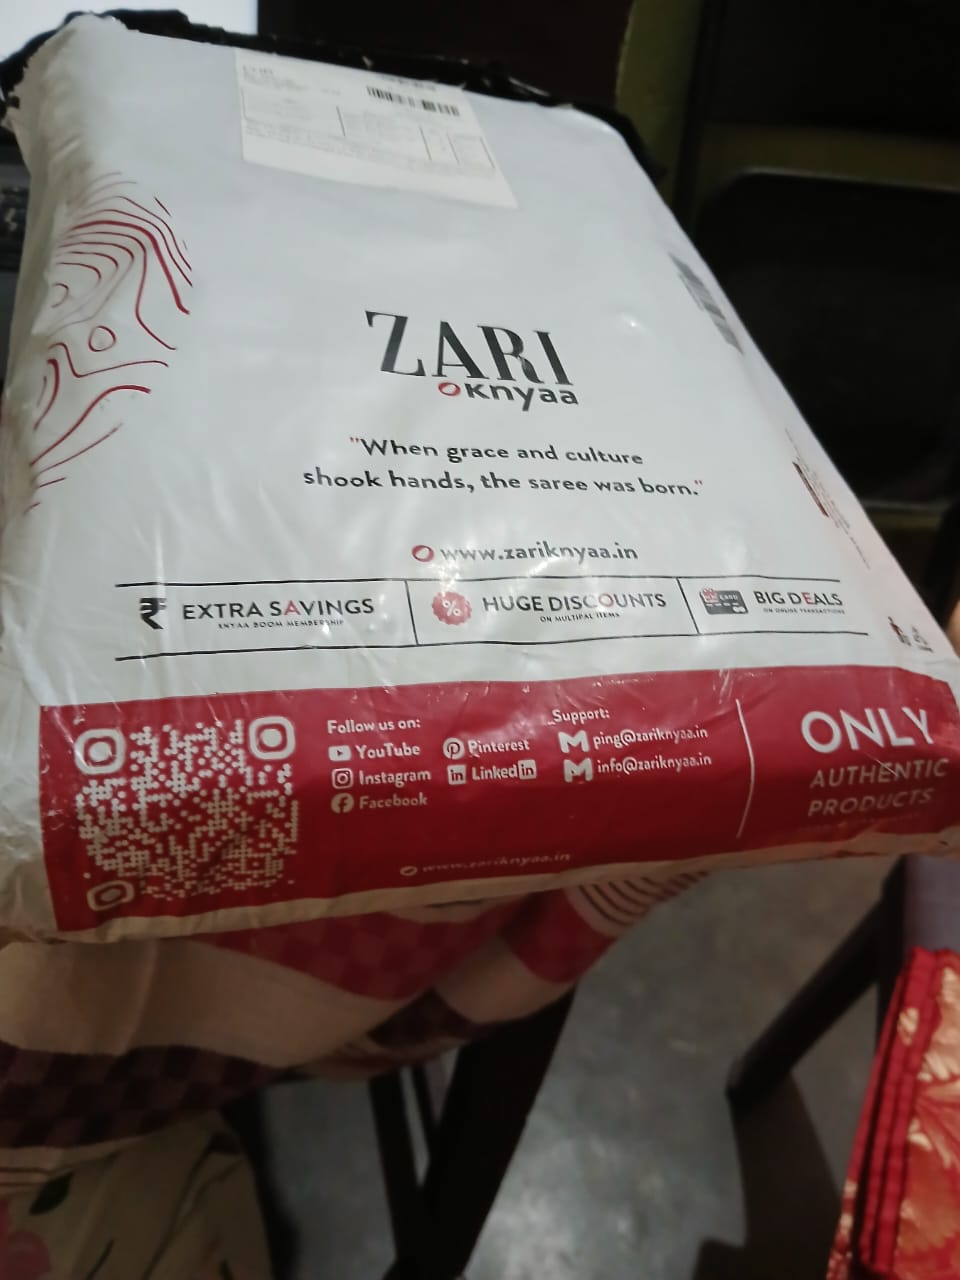 ZARI
Knyaa
"When grace and culture
shook hands, the saree was born."
www.zariknyaa.in
EXTRA SAVINGS
KNYAA BOOM MEMBERSHIP
HUGE DISCOUNTS
ON MULTIPAL ITEMS
BIG DEALS
ON ONLINE TRANSACTIONS
Follow us on:
YouTube
Pinterest
Instagram
Linkedin
Facebook
Support:
ping@zariknyaa.in
info@zariknyaa.in
ONLY
AUTHENTIC
PRODUCTS
www.zariknyaa.in